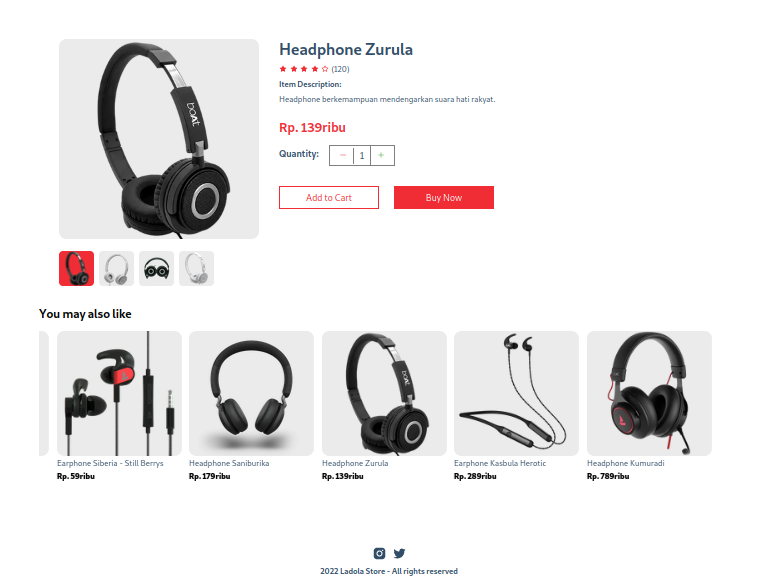 Headphone Zurula
(120)
Item Description:
Headphone berkemampuan mendengarkan suara hati rakyat.
Rp. 139ribu
Quantity: − 1 +
Add to Cart Buy Now
boAt
You may also like
boAt
Earphone Siberia - Still Berrys
Rp. 59ribu
Headphone Saniburika
Rp. 179ribu
Headphone Zurula
Rp. 139ribu
Earphone Kasbula Herotic
Rp. 289ribu
Headphone Kumuradi
Rp. 789ribu
2022 Ladola Store - All rights reserved